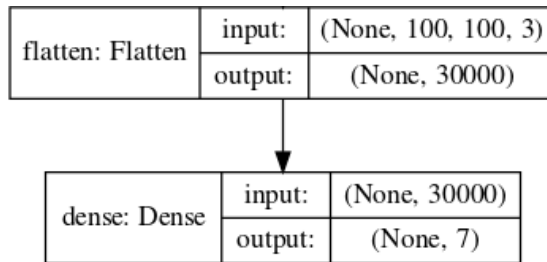 flatten: Flatten
input:
(None, 100, 100, 3)
output:
(None, 30000)
dense: Dense
input:
(None, 30000)
output:
(None, 7)